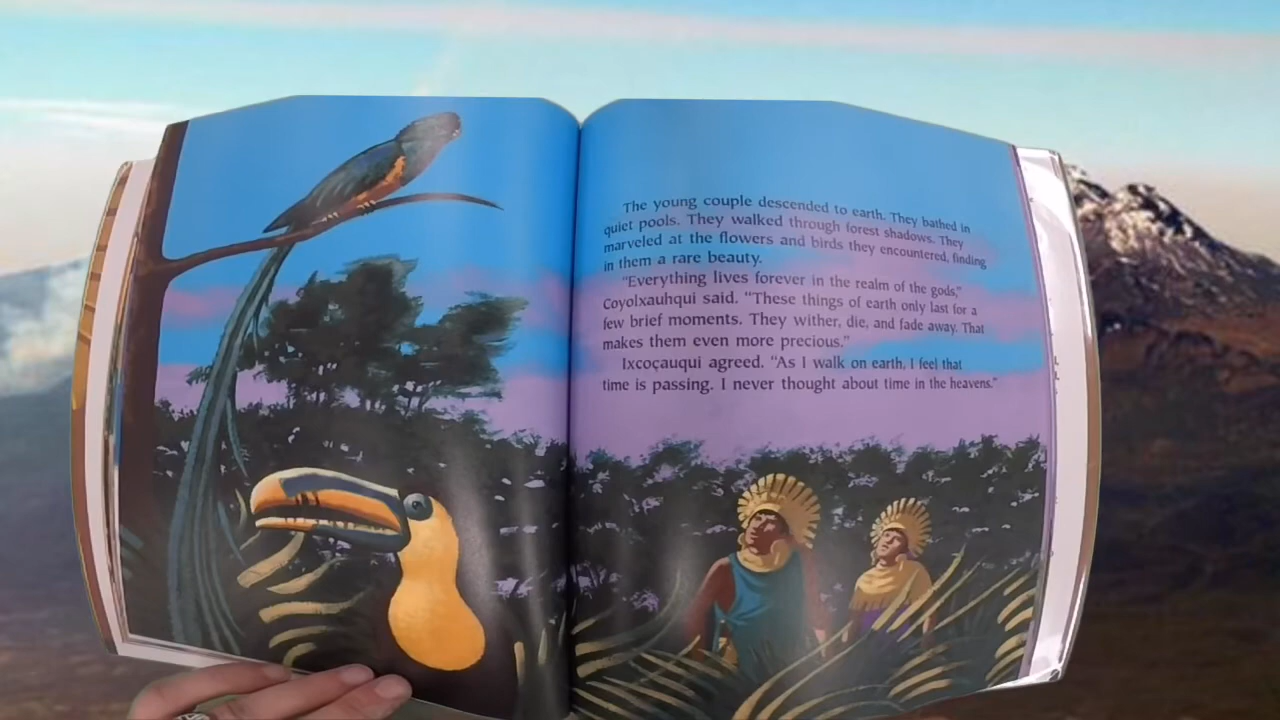 The young couple descended to earth. They bathed in
quiet pools. They walked through forest shadows. They
marveled at the flowers and birds they encountered, finding
in them a rare beauty.
"Everything lives forever in the realm of the gods,"
Coyolxauhqui said. "These things of earth only last for a
few brief moments. They wither, die, and fade away. That
makes them even more precious."
Ixcoçauqui agreed. "As I walk on earth, I feel that
time is passing. I never thought about time in the heavens."